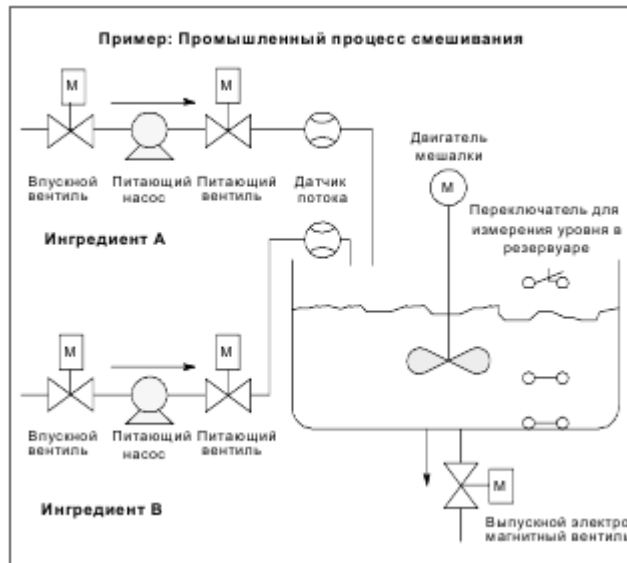 Пример: Промышленный процесс смешивания
М
М
Впускной
вентиль
Питающий
насос
Питающий
вентиль
Датчик
потока
Двигатель
мешалки
М
Переключатель для
измерения уровня в
резервуаре
Ингредиент А
М
М
Впускной
вентиль
Питающий
насос
Питающий
вентиль
Ингредиент В
М
Выпускной электро
магнитный вентиль